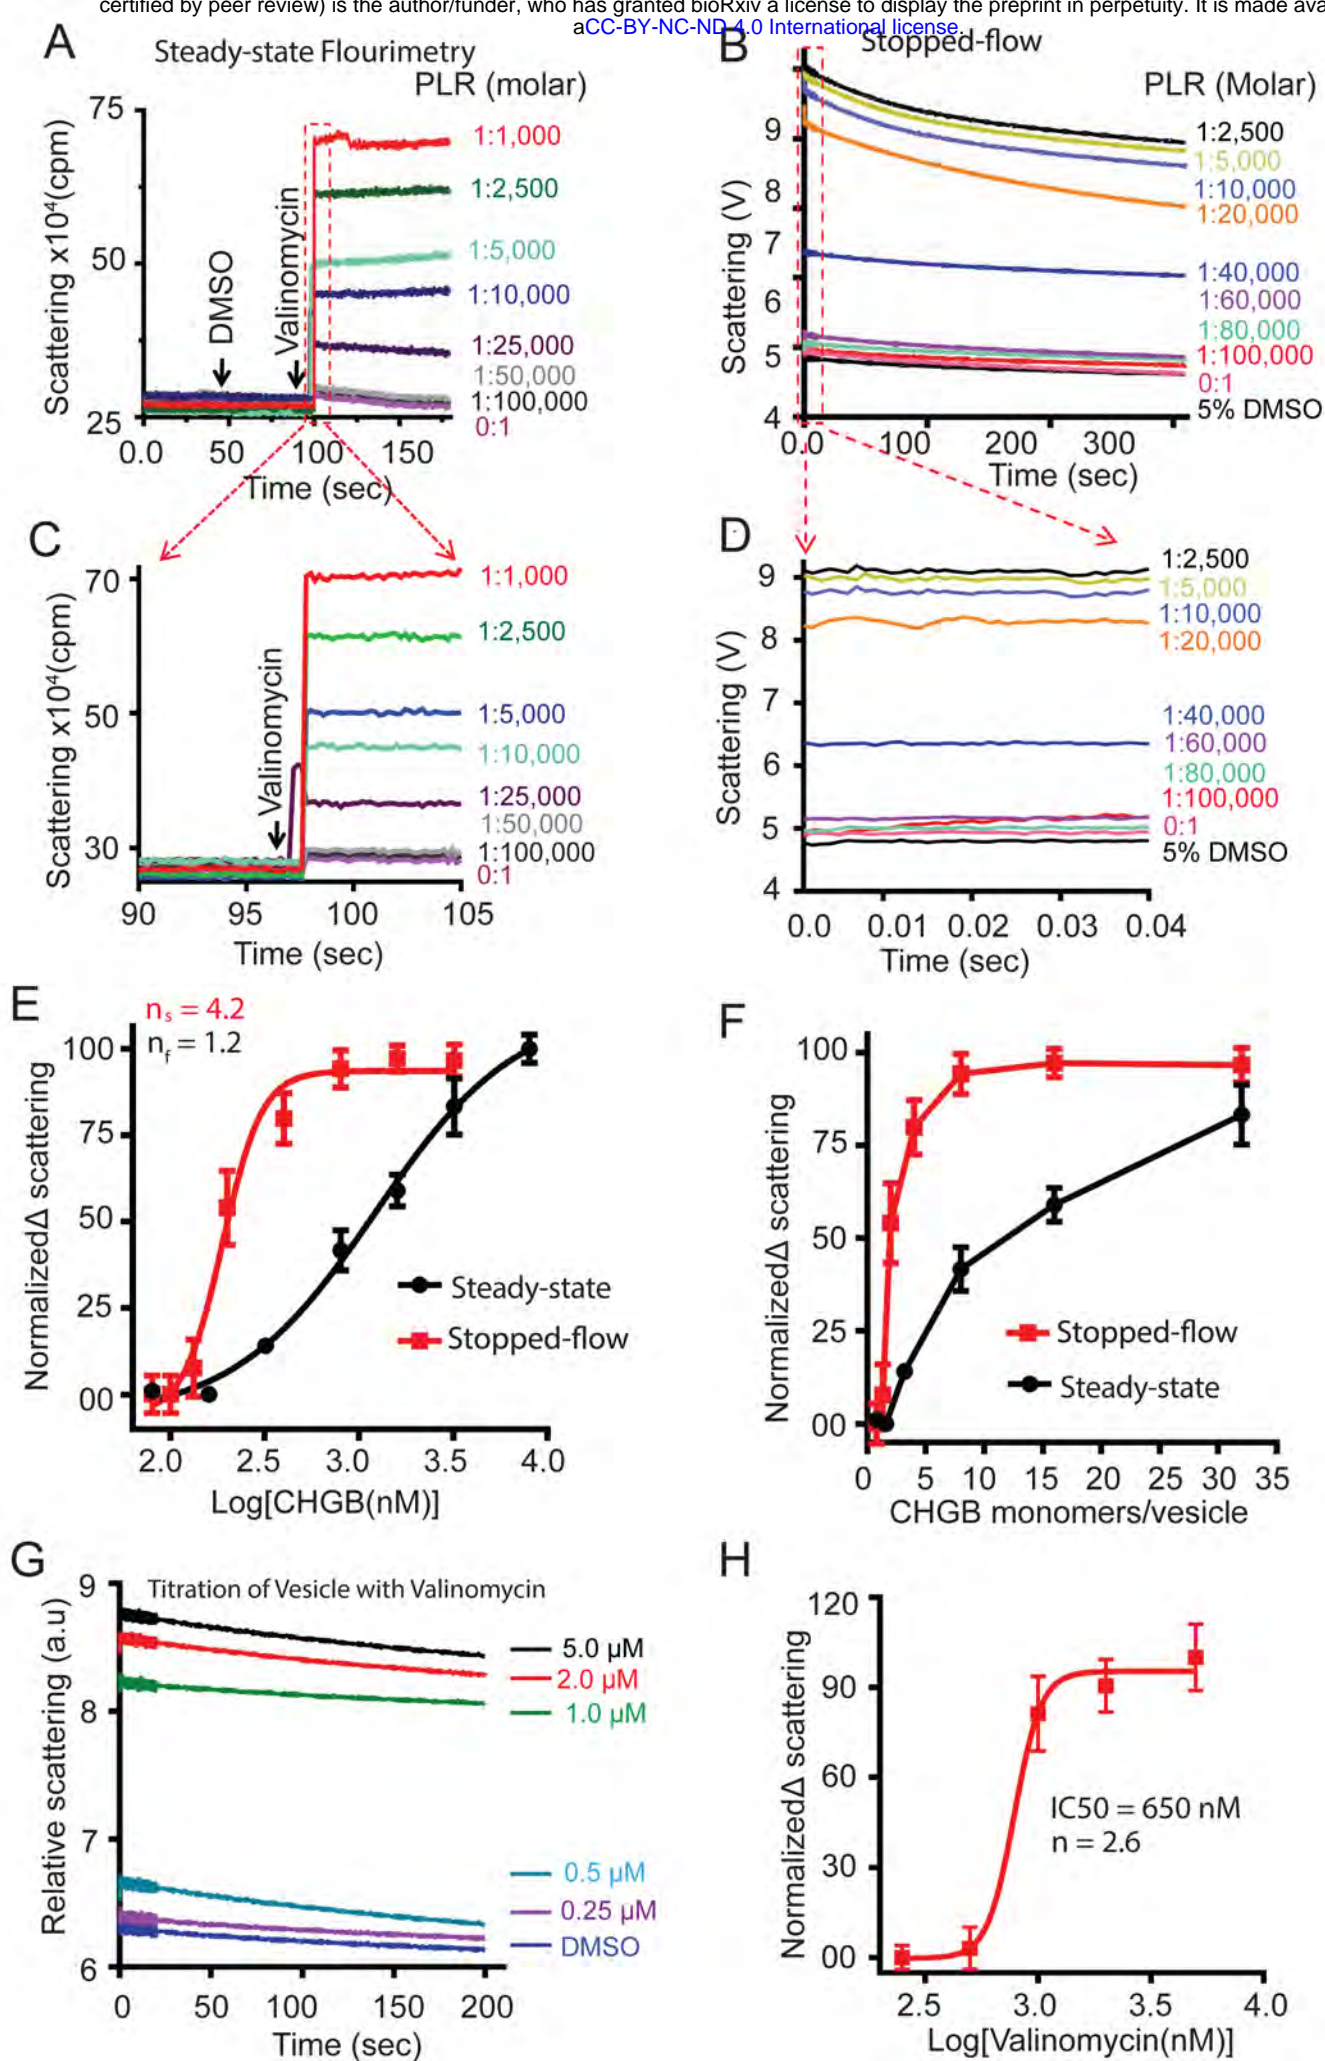 certified by peer review) is the author/funder, who has granted bioRxiv a license to display the preprint in perpetuity. It is made
aCC-BY-NC-ND 4.0 International license.
A
Steady-state Flourimetry
PLR (molar)
Scattering x10⁴(cpm)
75
50
25
DMSO
Valinomycin
1:1,000
1:2,500
1:5,000
1:10,000
1:25,000
1:50,000
1:100,000
0:1
0.0 50 100 150
Time (sec)
B
Stopped-flow
PLR (Molar)
Scattering (V)
9
8
7
6
5
4
1:2,500
1:5,000
1:10,000
1:20,000
1:40,000
1:60,000
1:80,000
1:100,000
0:1
5% DMSO
0.0 100 200 300
Time (sec)
C
Scattering x10⁴(cpm)
70
50
30
Valinomycin
1:1,000
1:2,500
1:5,000
1:10,000
1:25,000
1:50,000
1:100,000
0:1
90 95 100 105
Time (sec)
D
Scattering (V)
9
8
7
6
5
4
1:2,500
1:5,000
1:10,000
1:20,000
1:40,000
1:60,000
1:80,000
1:100,000
0:1
5% DMSO
0.0 0.01 0.02 0.03 0.04
Time (sec)
E
nₛ = 4.2
n_f = 1.2
NormalizedΔ scattering
100
75
50
25
00
Steady-state
Stopped-flow
2.0 2.5 3.0 3.5 4.0
Log[CHGB(nM)]
F
NormalizedΔ scattering
100
75
50
25
00
Stopped-flow
Steady-state
0 5 10 15 20 25 30 35
CHGB monomers/vesicle
G
Titration of Vesicle with Valinomycin
Relative scattering (a.u)
9
8
7
6
5.0 µM
2.0 µM
1.0 µM
0.5 µM
0.25 µM
DMSO
0 50 100 150 200
Time (sec)
H
NormalizedΔ scattering
120
90
60
30
00
IC50 = 650 nM
n = 2.6
2.5 3.0 3.5 4.0
Log[Valinomycin(nM)]